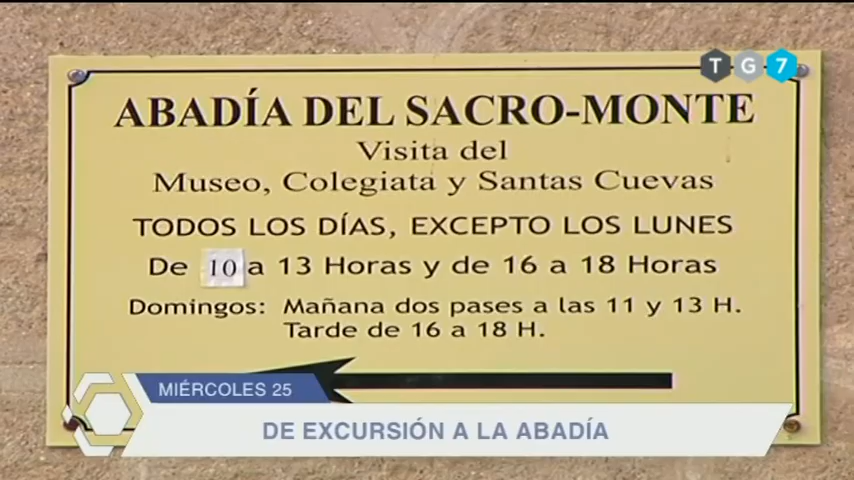 TG7
ABADÍA DEL SACRO-MONTE
Visita del
Museo, Colegiata y Santas Cuevas
TODOS LOS DÍAS, EXCEPTO LOS LUNES
De 10 a 13 Horas y de 16 a 18 Horas
Domingos: Mañana dos pases a las 11 y 13 H.
Tarde de 16 a 18 H.
MIÉRCOLES 25
DE EXCURSIÓN A LA ABADÍA